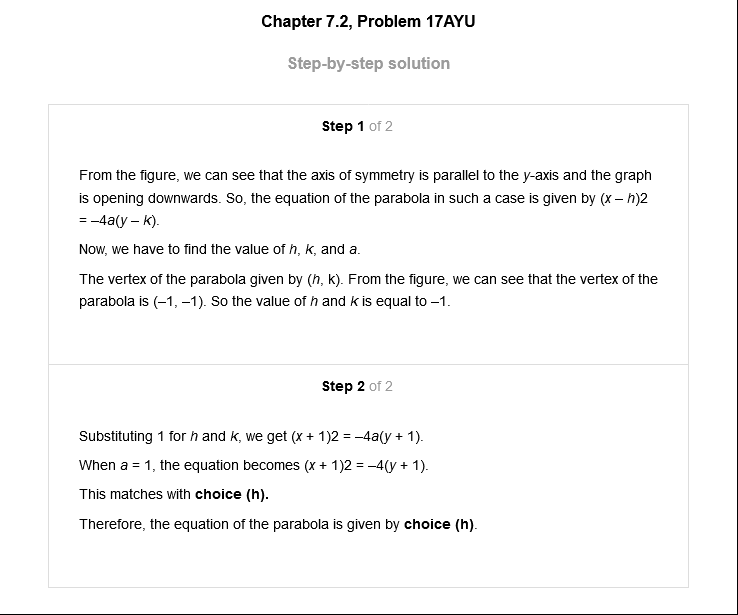 Chapter 7.2, Problem 17AYU
Step-by-step solution
Step 1 of 2
From the figure, we can see that the axis of symmetry is parallel to the y-axis and the graph
is opening downwards. So, the equation of the parabola in such a case is given by (x – h)2
= –4a(y – k).
Now, we have to find the value of h, k, and a.
The vertex of the parabola given by (h, k). From the figure, we can see that the vertex of the
parabola is (–1, –1). So the value of h and k is equal to –1.
Step 2 of 2
Substituting 1 for h and k, we get (x + 1)2 = –4a(y + 1).
When a = 1, the equation becomes (x + 1)2 = –4(y + 1).
This matches with choice (h).
Therefore, the equation of the parabola is given by choice (h).